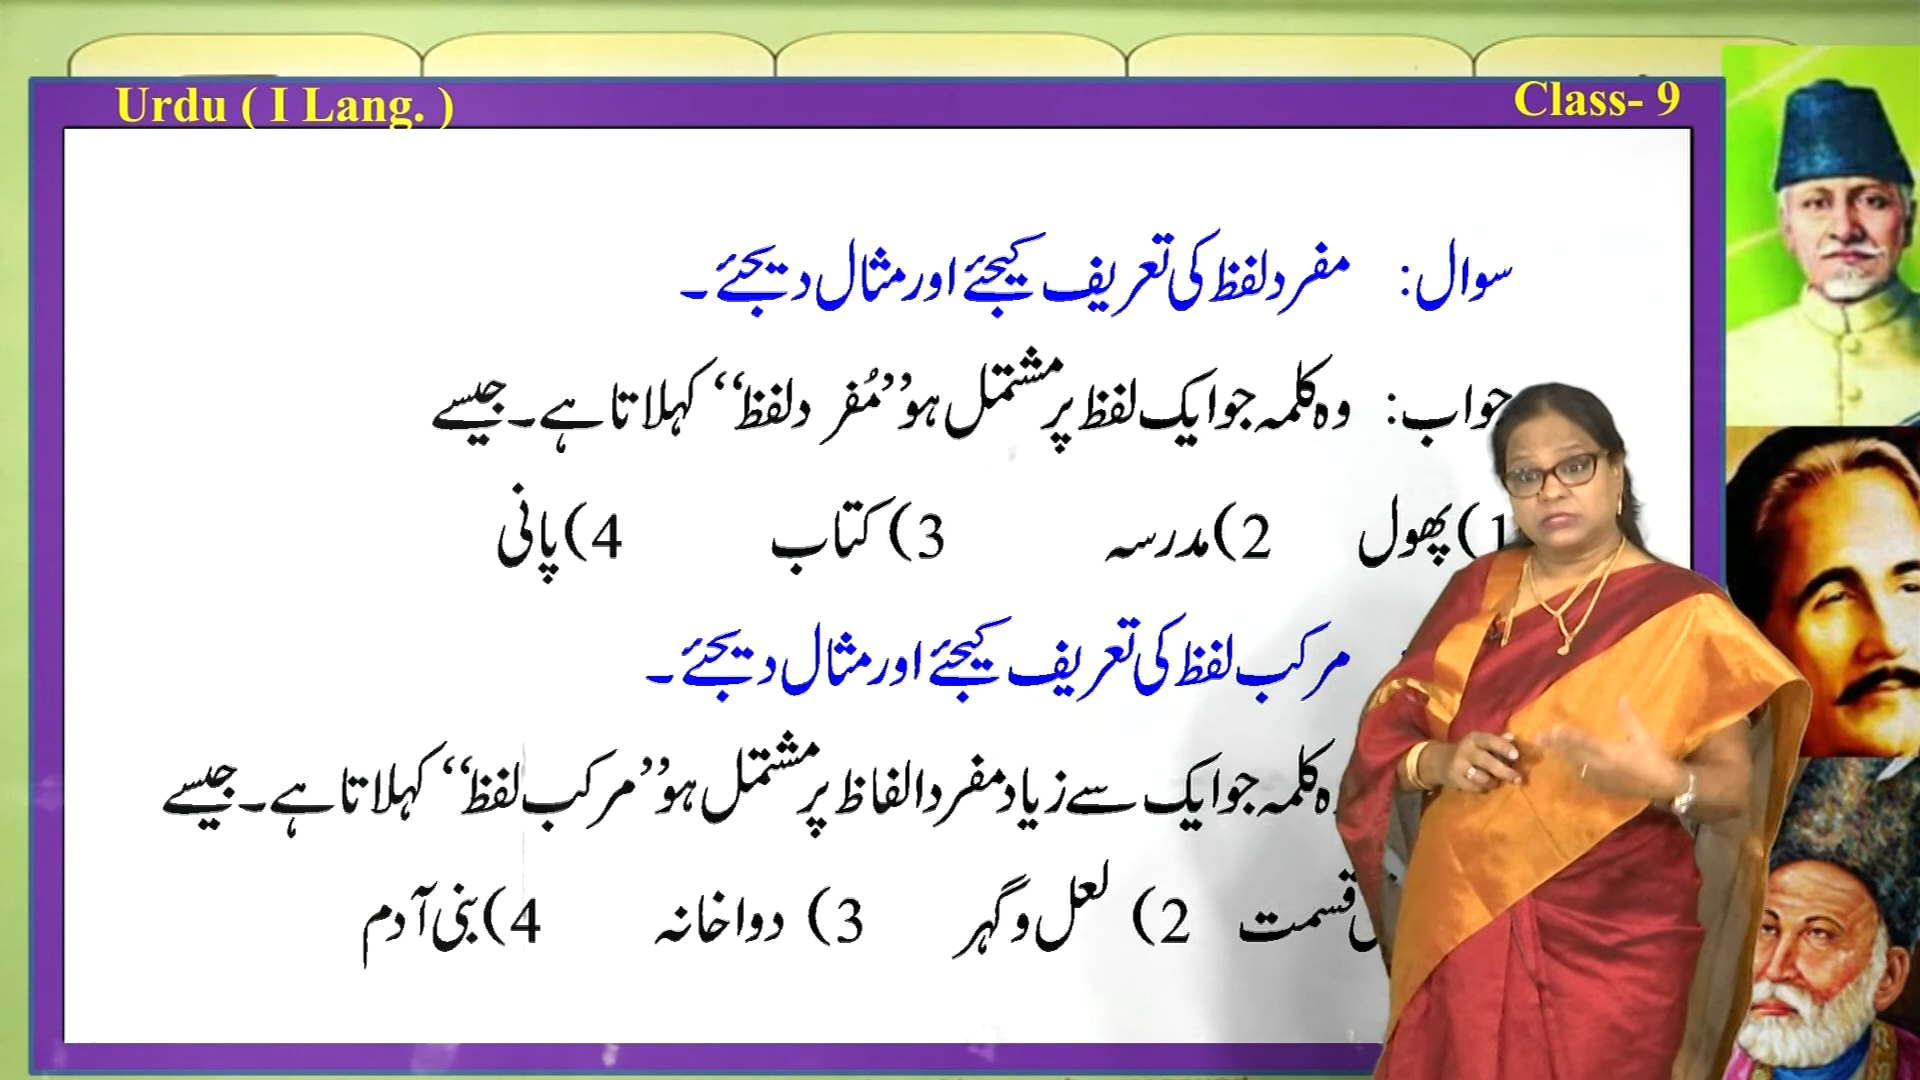 Urdu ( I Lang. )
Class- 9
سوال: مفرد لفظ کی تعریف کیجئے اور مثال دیجئے۔
جواب: وہ کلمہ جو ایک لفظ پر مشتمل ہو ’’مُفرد لفظ‘‘ کہلاتا ہے۔ جیسے
1) پھول 2) مدرسہ 3) کتاب 4) پانی
مرکب لفظ کی تعریف کیجئے اور مثال دیجئے۔
کلمہ جو ایک سے زیاد مفرد الفاظ پر مشتمل ہو ’’مرکب لفظ‘‘ کہلاتا ہے۔ جیسے
قسمت 2) لعل و گہر 3) دواخانہ 4) بنی آدم